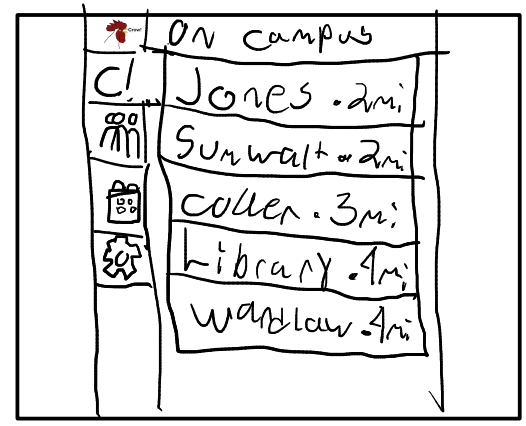 Crow!
On campus
C!
Jones .2mi
Sumwalt .2mi
Coller .3mi
Library .4mi
Wardlaw .4mi